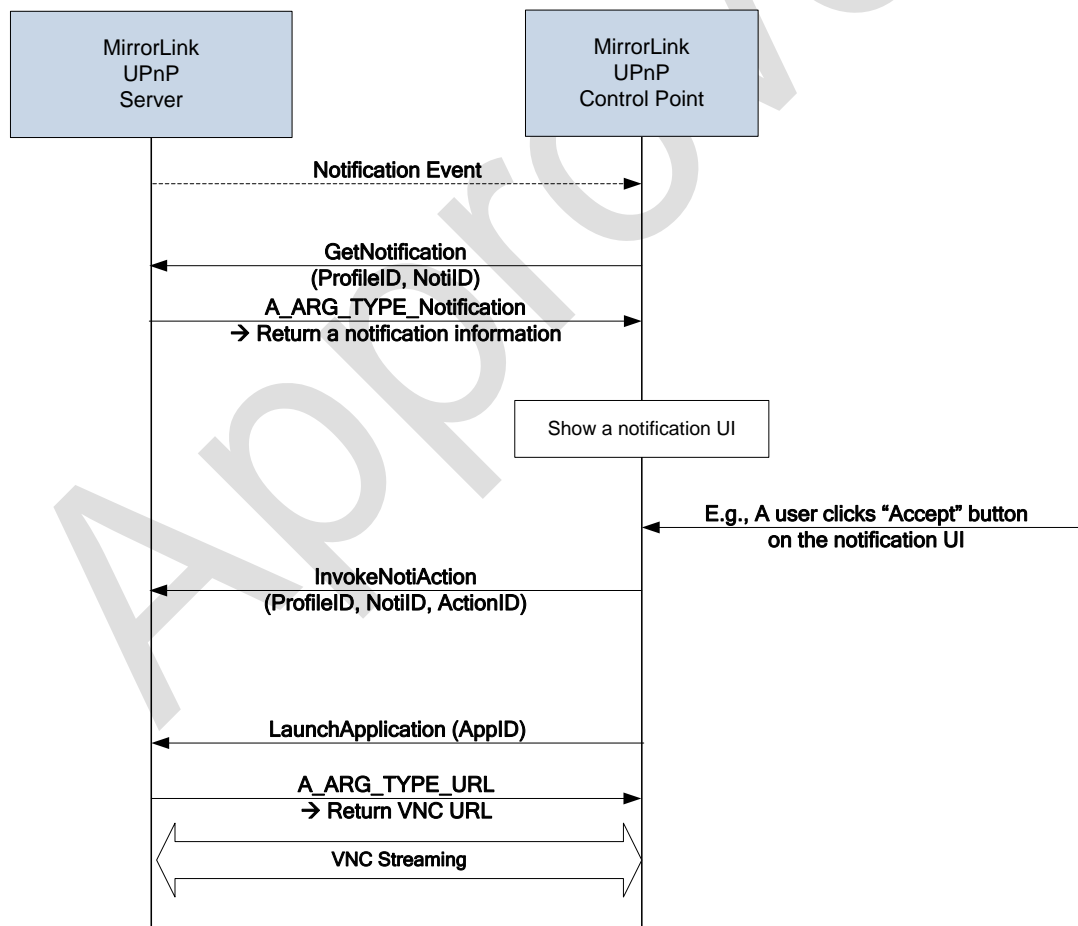 MirrorLink
UPnP
Server
MirrorLink
UPnP
Control Point
Notification Event
GetNotification
(ProfileID, NotiID)
A_ARG_TYPE_Notification
→ Return a notification information
Show a notification UI
E.g., A user clicks “Accept” button
on the notification UI
InvokeNotiAction
(ProfileID, NotiID, ActionID)
LaunchApplication (AppID)
A_ARG_TYPE_URL
→ Return VNC URL
VNC Streaming
Approv